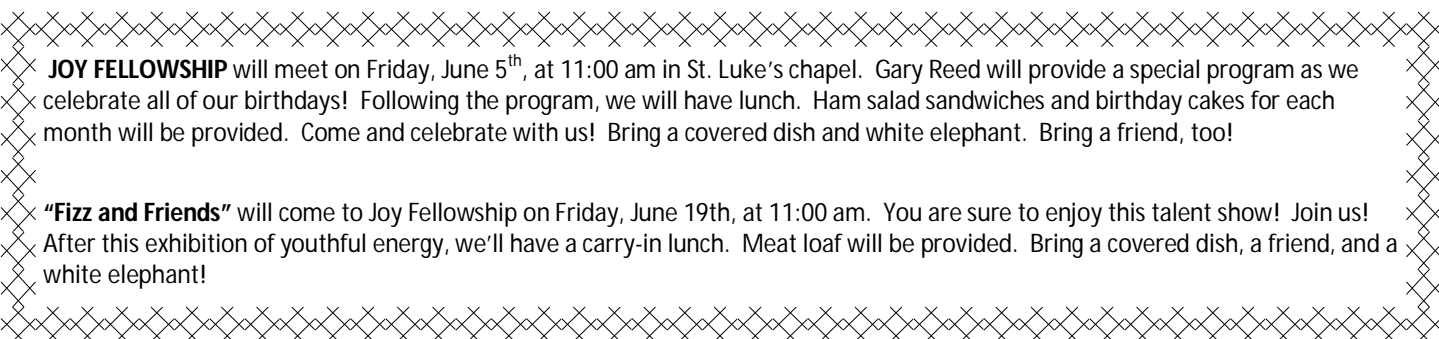 JOY FELLOWSHIP will meet on Friday, June 5th, at 11:00 am in St. Luke’s chapel. Gary Reed will provide a special program as we
celebrate all of our birthdays! Following the program, we will have lunch. Ham salad sandwiches and birthday cakes for each
month will be provided. Come and celebrate with us! Bring a covered dish and white elephant. Bring a friend, too!
“Fizz and Friends” will come to Joy Fellowship on Friday, June 19th, at 11:00 am. You are sure to enjoy this talent show! Join us!
After this exhibition of youthful energy, we’ll have a carry-in lunch. Meat loaf will be provided. Bring a covered dish, a friend, and a
white elephant!